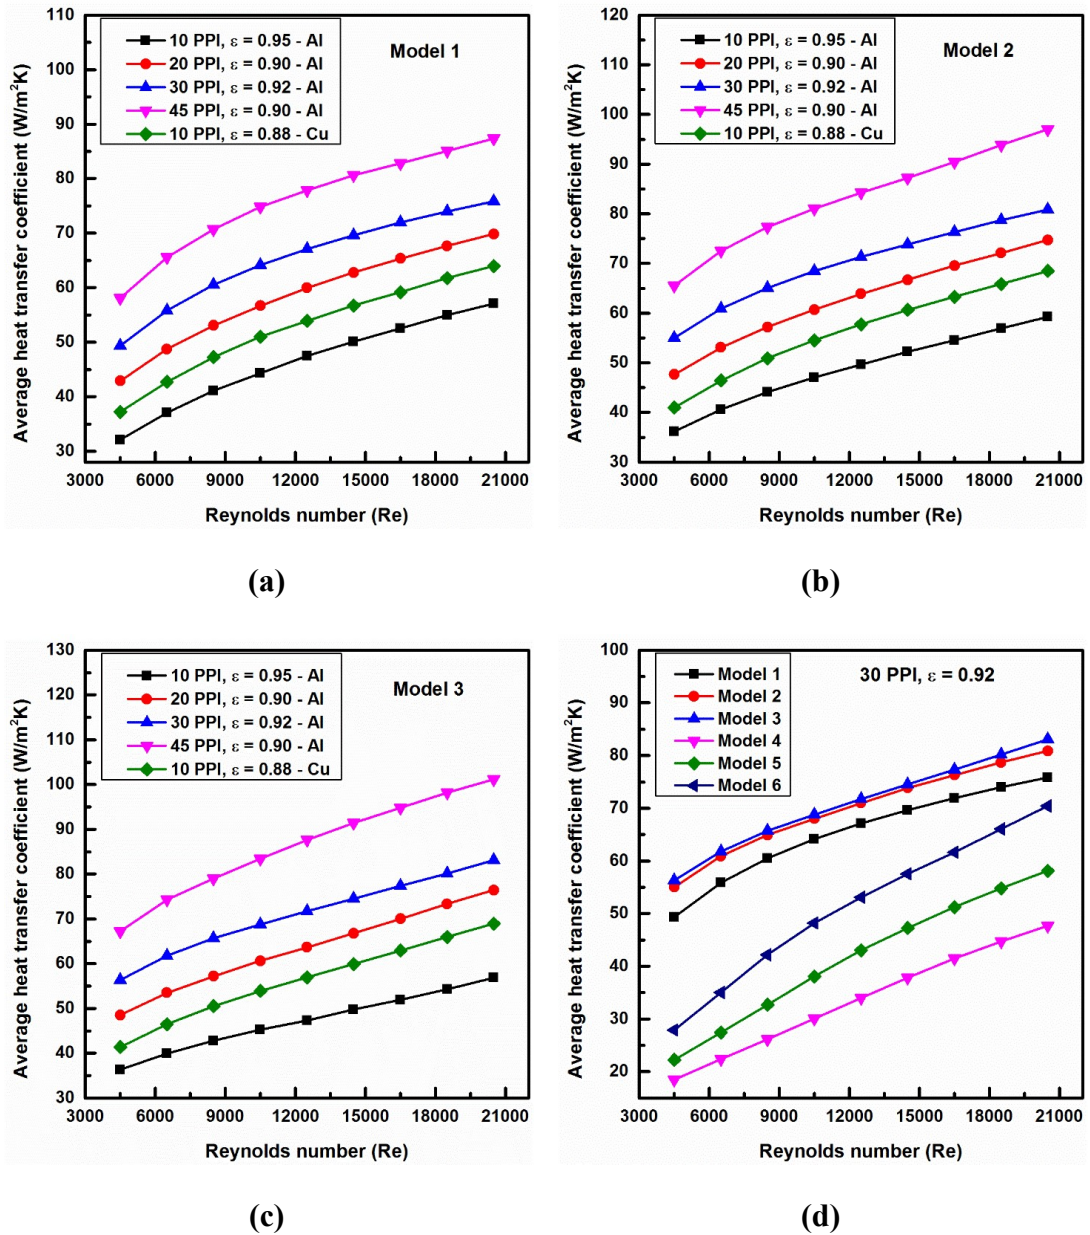 110
100
90
80
70
60
50
40
30
Average heat transfer coefficient (W/m²K)
10 PPI, ε = 0.95 - Al
20 PPI, ε = 0.90 - Al
30 PPI, ε = 0.92 - Al
45 PPI, ε = 0.90 - Al
10 PPI, ε = 0.88 - Cu
Model 1
3000 6000 9000 12000 15000 18000 21000
Reynolds number (Re)
(a)
120
110
100
90
80
70
60
50
40
30
Average heat transfer coefficient (W/m²K)
10 PPI, ε = 0.95 - Al
20 PPI, ε = 0.90 - Al
30 PPI, ε = 0.92 - Al
45 PPI, ε = 0.90 - Al
10 PPI, ε = 0.88 - Cu
Model 2
3000 6000 9000 12000 15000 18000 21000
Reynolds number (Re)
(b)
130
120
110
100
90
80
70
60
50
40
30
Average heat transfer coefficient (W/m²K)
10 PPI, ε = 0.95 - Al
20 PPI, ε = 0.90 - Al
30 PPI, ε = 0.92 - Al
45 PPI, ε = 0.90 - Al
10 PPI, ε = 0.88 - Cu
Model 3
3000 6000 9000 12000 15000 18000 21000
Reynolds number (Re)
(c)
100
90
80
70
60
50
40
30
20
Average heat transfer coefficient (W/m²K)
Model 1
Model 2
Model 3
Model 4
Model 5
Model 6
30 PPI, ε = 0.92
3000 6000 9000 12000 15000 18000 21000
Reynolds number (Re)
(d)